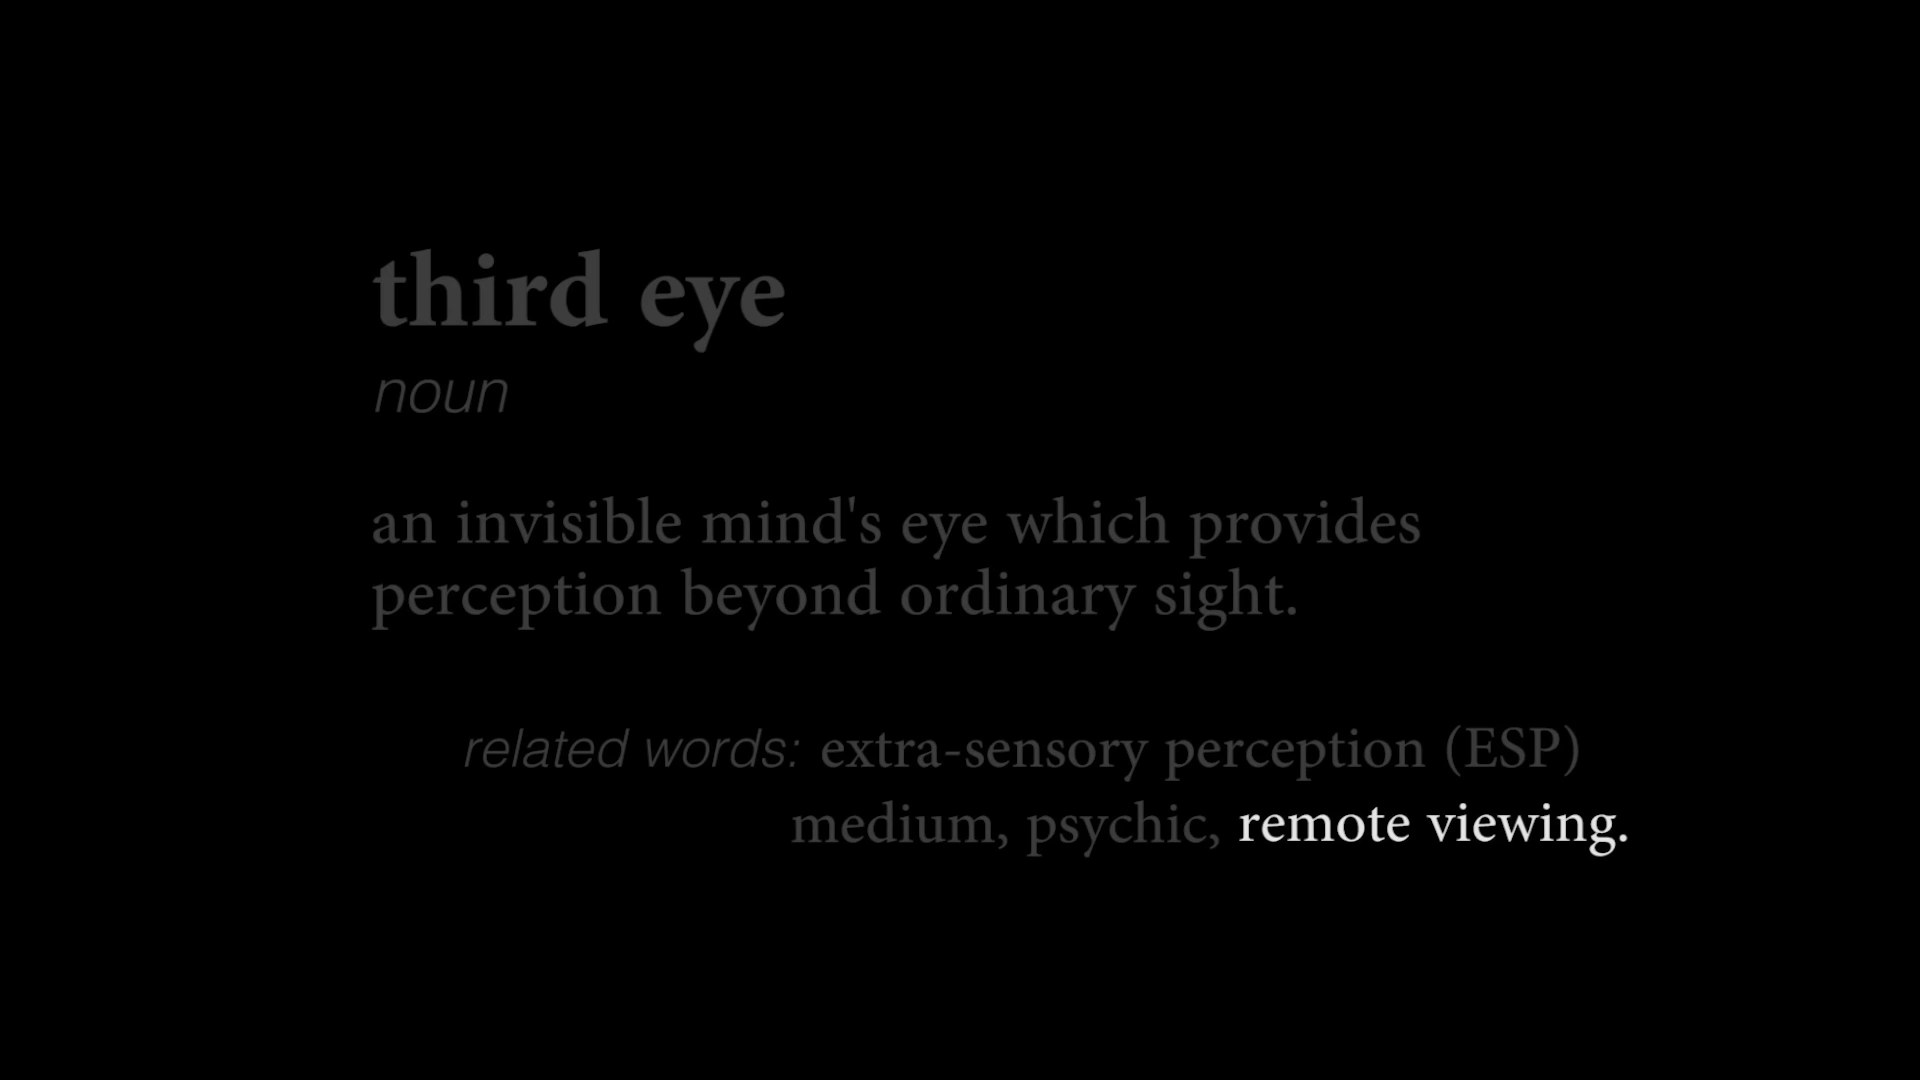 third eye
noun
an invisible mind's eye which provides
perception beyond ordinary sight.
related words: extra-sensory perception (ESP)
medium, psychic, remote viewing.